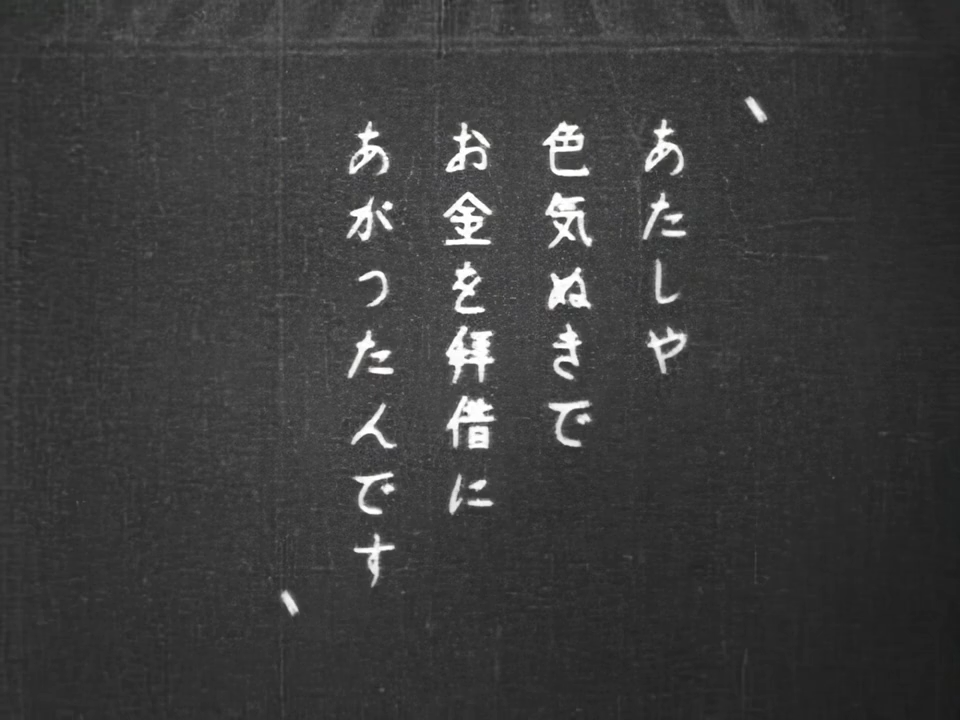 あたしや
色気ぬきで
お金を拝借に
あがつたんです